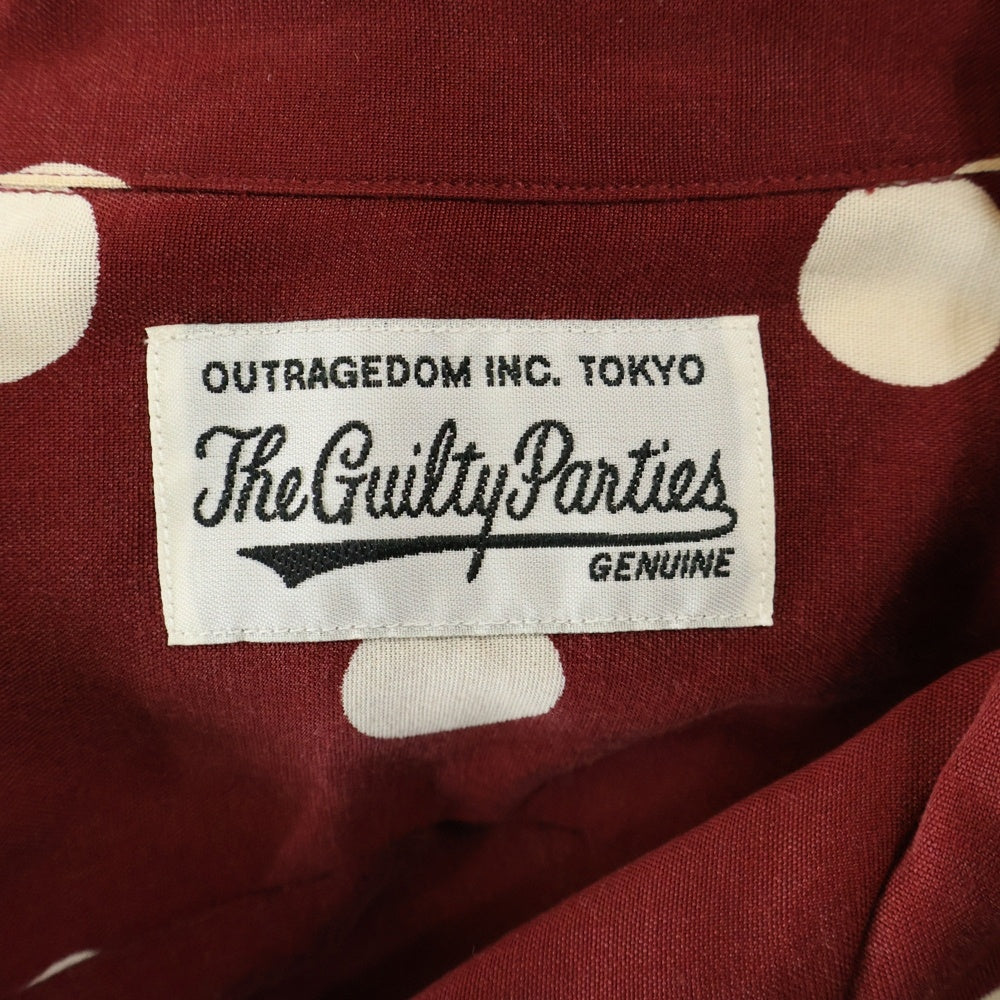 OUTRAGEDOM INC. TOKYO
The Guilty Parties
GENUINE